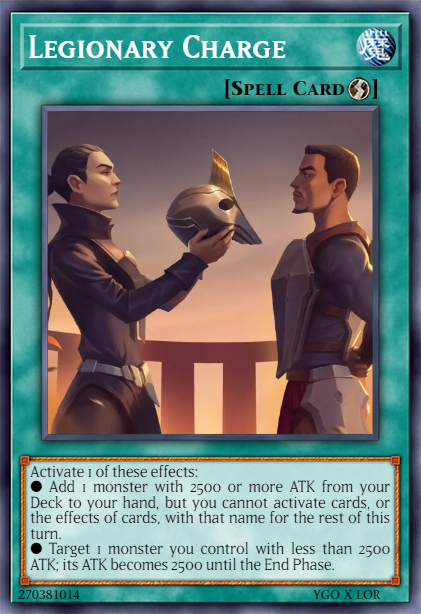 Legionary Charge
魔
[Spell Card]
Activate 1 of these effects:
● Add 1 monster with 2500 or more ATK from your
Deck to your hand, but you cannot activate cards, or
the effects of cards, with that name for the rest of this
turn.
● Target 1 monster you control with less than 2500
ATK; its ATK becomes 2500 until the End Phase.
270381014
YGO X LOR